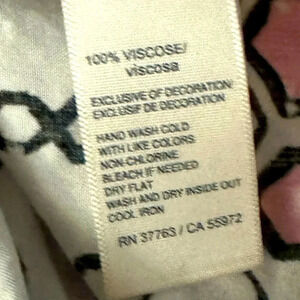 100% VISCOSE/
viscosa
EXCLUSIVE OF DECORATION/
EXCLUSIF DE DECORATION
HAND WASH COLD
WITH LIKE COLORS
NON-CHLORINE
BLEACH IF NEEDED
DRY FLAT
WASH AND DRY INSIDE OUT
COOL IRON
RN 37763 / CA 55972